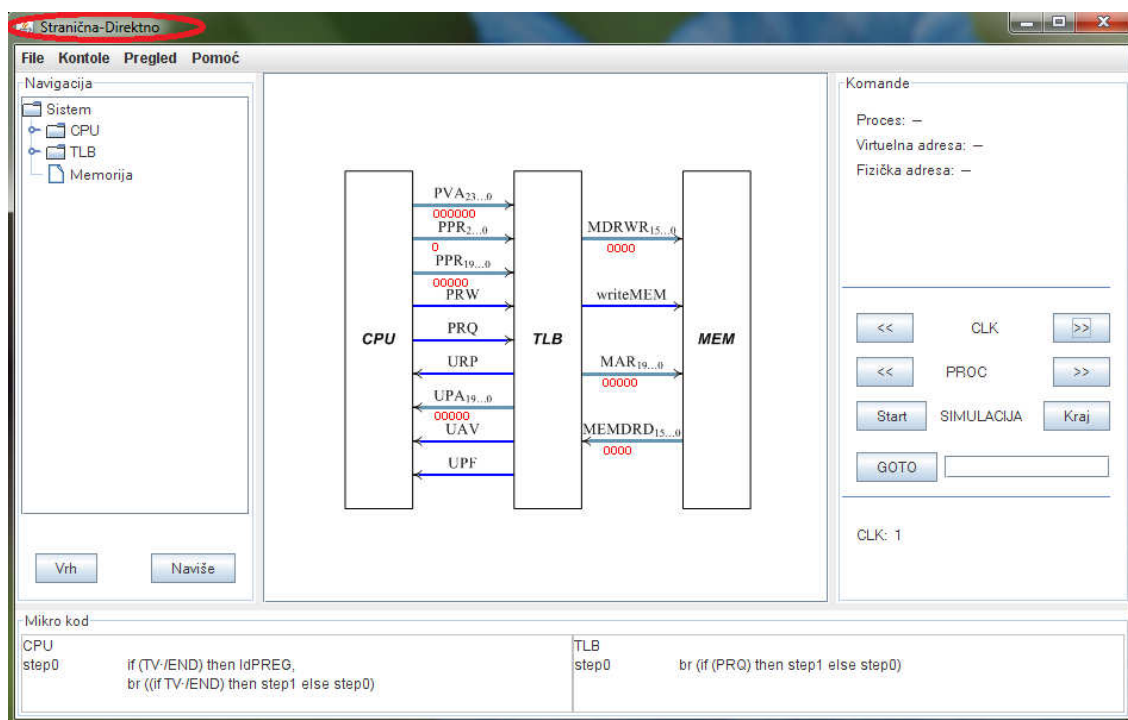 Stranična-Direktno
File Kontole Pregled Pomoć
Navigacija
Sistem
CPU
TLB
Memorija
Vrh Naviše
PVA23...0
000000
PPR2...0
0
PPR19...0
00000
PRW
PRQ
URP
UPA19...0
00000
UAV
UPF
CPU
TLB
MEM
MDRWR15...0
0000
writeMEM
MAR19...0
00000
MEMDRD15...0
0000
Komande
Proces: –
Virtuelna adresa: –
Fizička adresa: –
<< CLK >>
<< PROC >>
Start SIMULACIJA Kraj
GOTO
CLK: 1
Mikro kod
CPU
step0 if (TV·/END) then ldPREG,
br ((if TV·/END) then step1 else step0)
TLB
step0 br (if (PRQ) then step1 else step0)